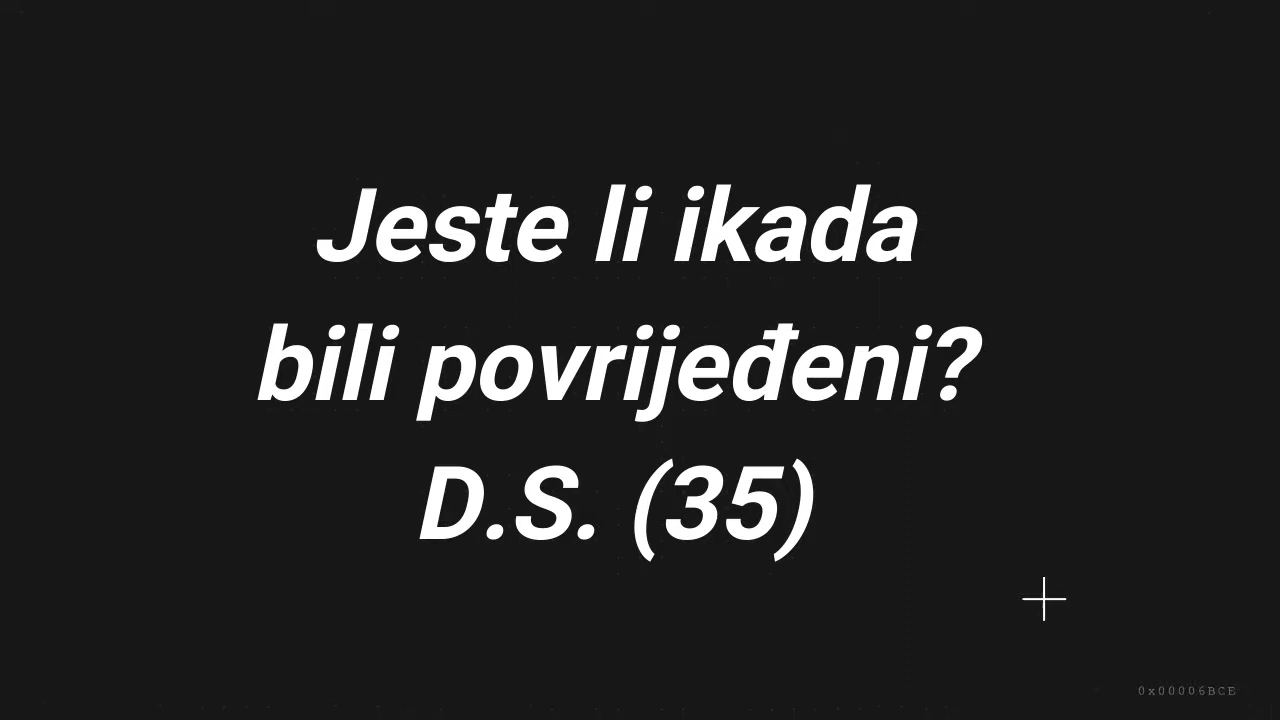 Jeste li ikada
bili povrijeđeni?
D.S. (35)
0x00006BCE